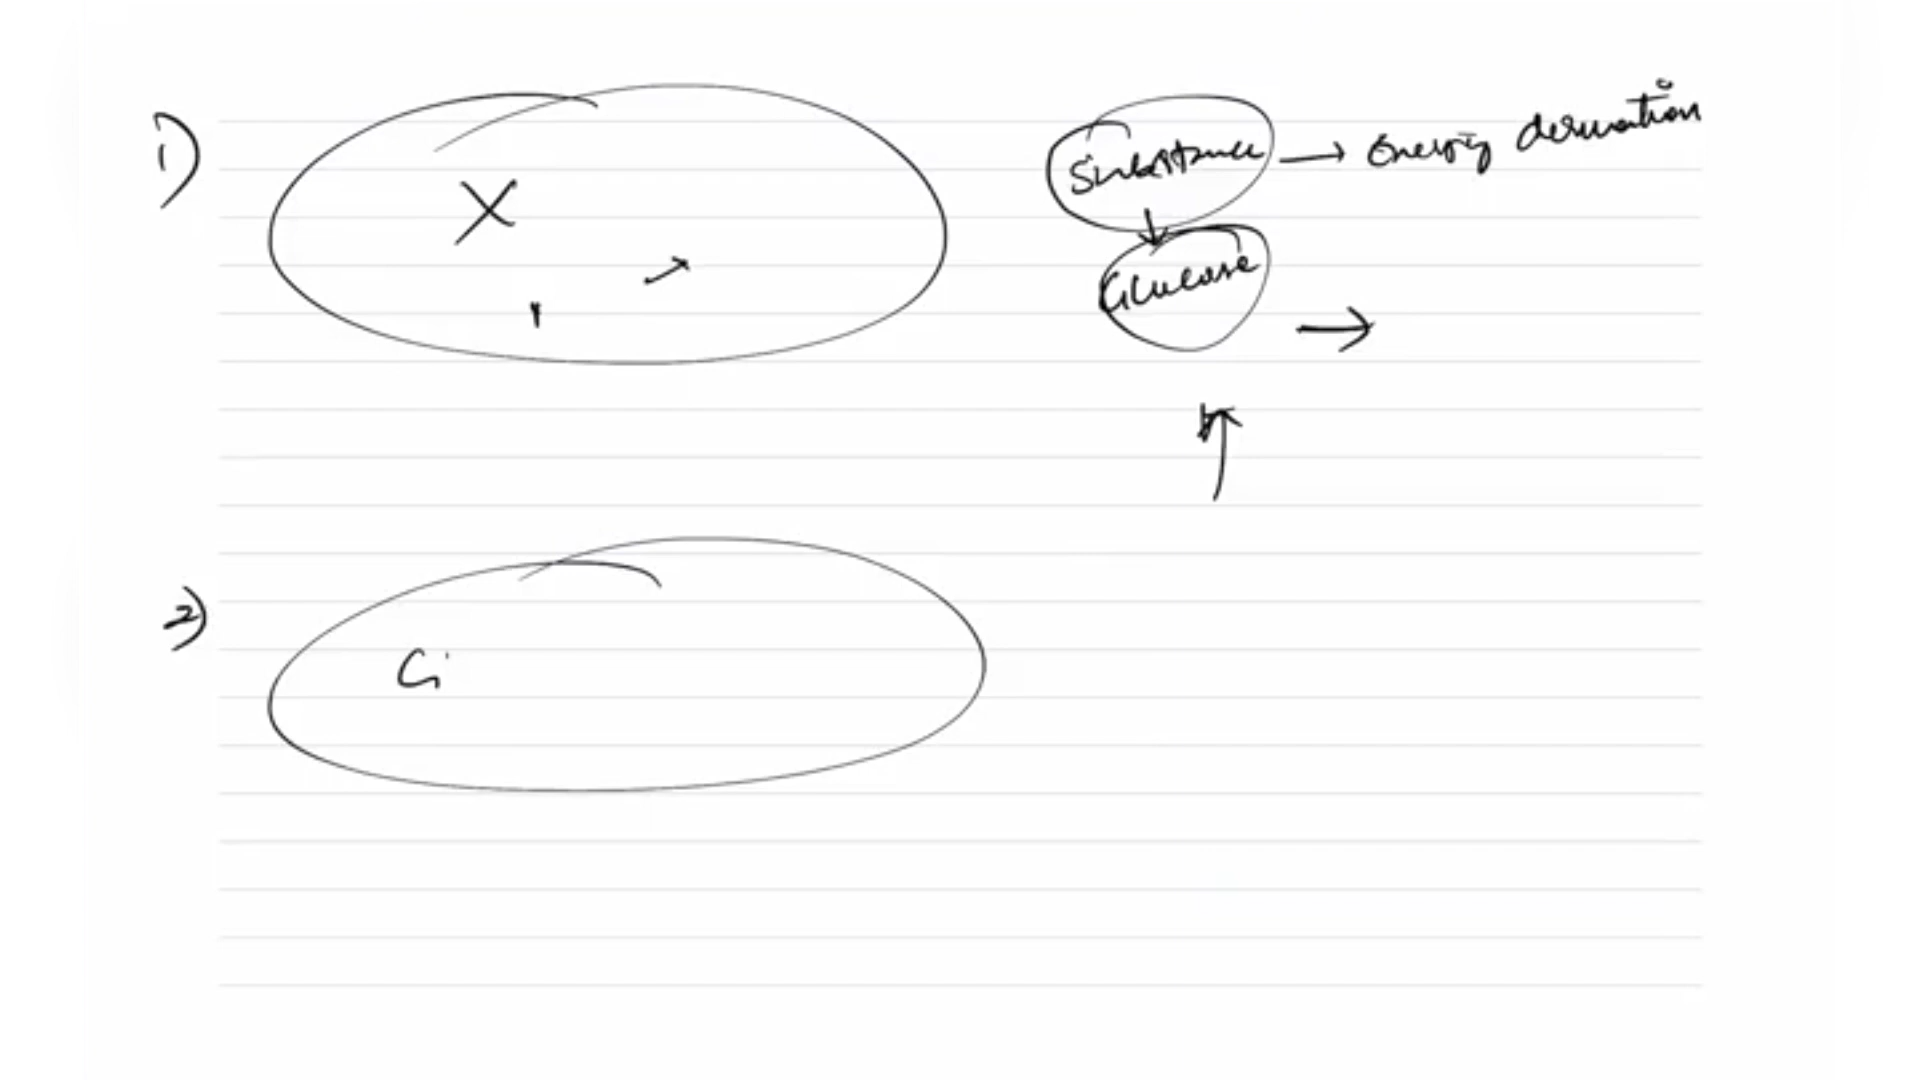 1)
X
Substance → Energy derivation
↓
Glucose
→
↑
2)
G